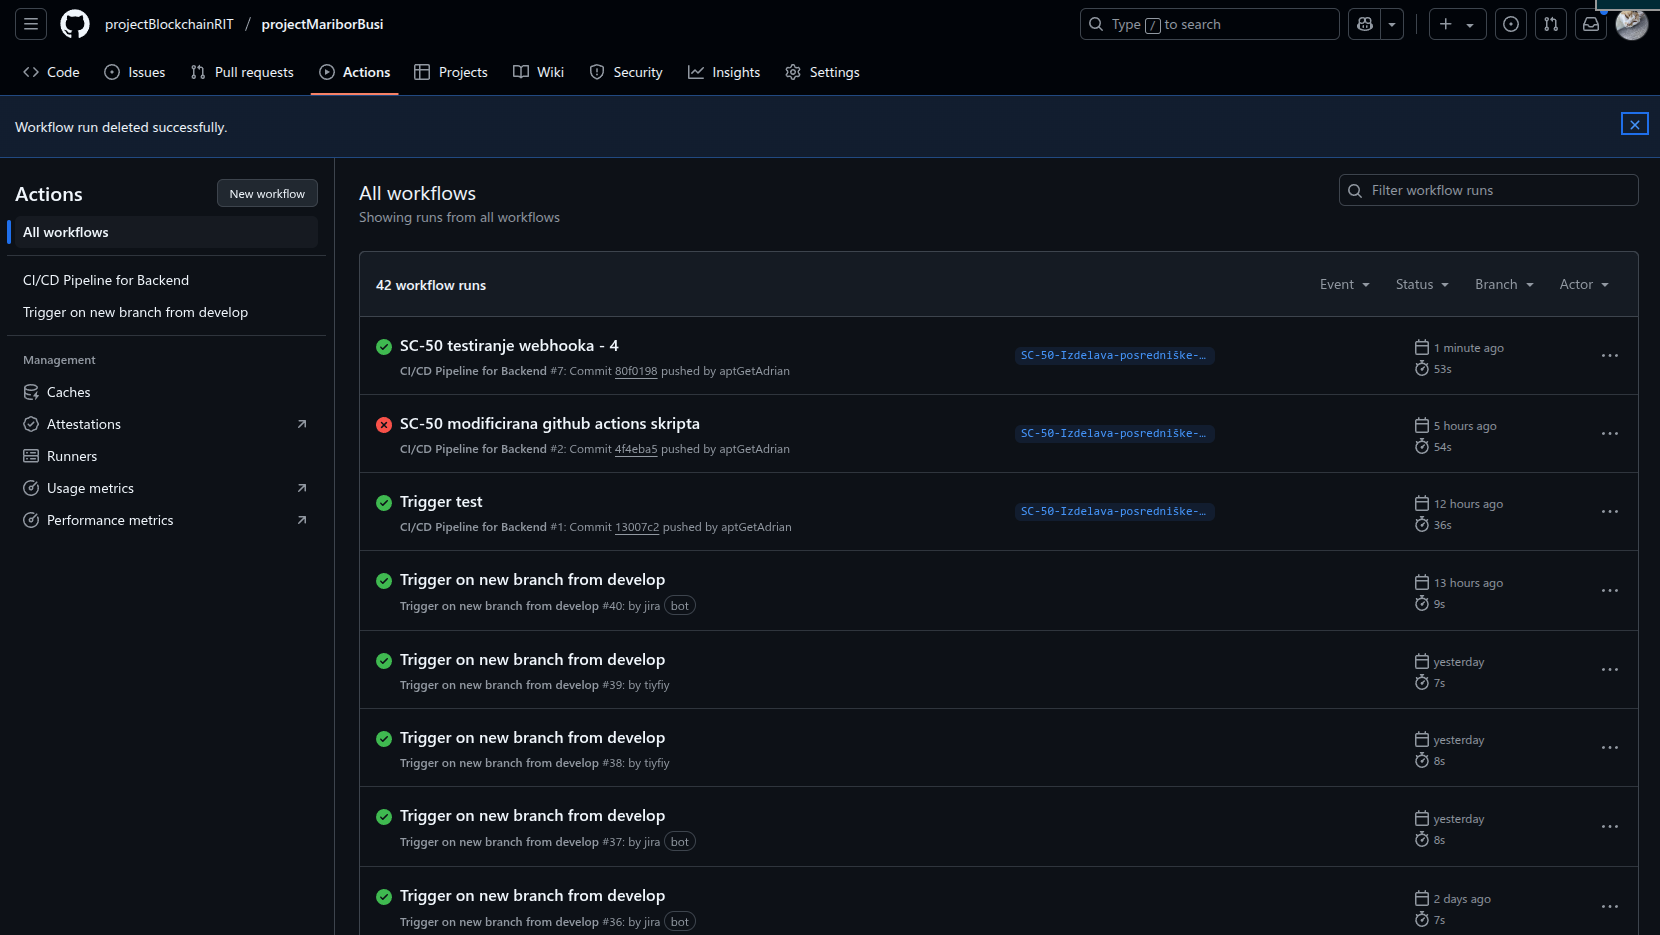 projectBlockchainRIT / projectMariborBusi
Type / to search
Code
Issues
Pull requests
Actions
Projects
Wiki
Security
Insights
Settings
Workflow run deleted successfully.
Actions
New workflow
All workflows
CI/CD Pipeline for Backend
Trigger on new branch from develop
Management
Caches
Attestations
Runners
Usage metrics
Performance metrics
All workflows
Showing runs from all workflows
Filter workflow runs
42 workflow runs
Event
Status
Branch
Actor
SC-50 testiranje webhooka - 4
CI/CD Pipeline for Backend #7: Commit 80f0198 pushed by aptGetAdrian
SC-50-Izdelava-posredniške-…
1 minute ago
53s
SC-50 modificirana github actions skripta
CI/CD Pipeline for Backend #2: Commit 4f4eba5 pushed by aptGetAdrian
SC-50-Izdelava-posredniške-…
5 hours ago
54s
Trigger test
CI/CD Pipeline for Backend #1: Commit 13007c2 pushed by aptGetAdrian
SC-50-Izdelava-posredniške-…
12 hours ago
36s
Trigger on new branch from develop
Trigger on new branch from develop #40: by jira bot
13 hours ago
9s
Trigger on new branch from develop
Trigger on new branch from develop #39: by tiyfiy
yesterday
7s
Trigger on new branch from develop
Trigger on new branch from develop #38: by tiyfiy
yesterday
8s
Trigger on new branch from develop
Trigger on new branch from develop #37: by jira bot
yesterday
8s
Trigger on new branch from develop
Trigger on new branch from develop #36: by jira bot
2 days ago
7s